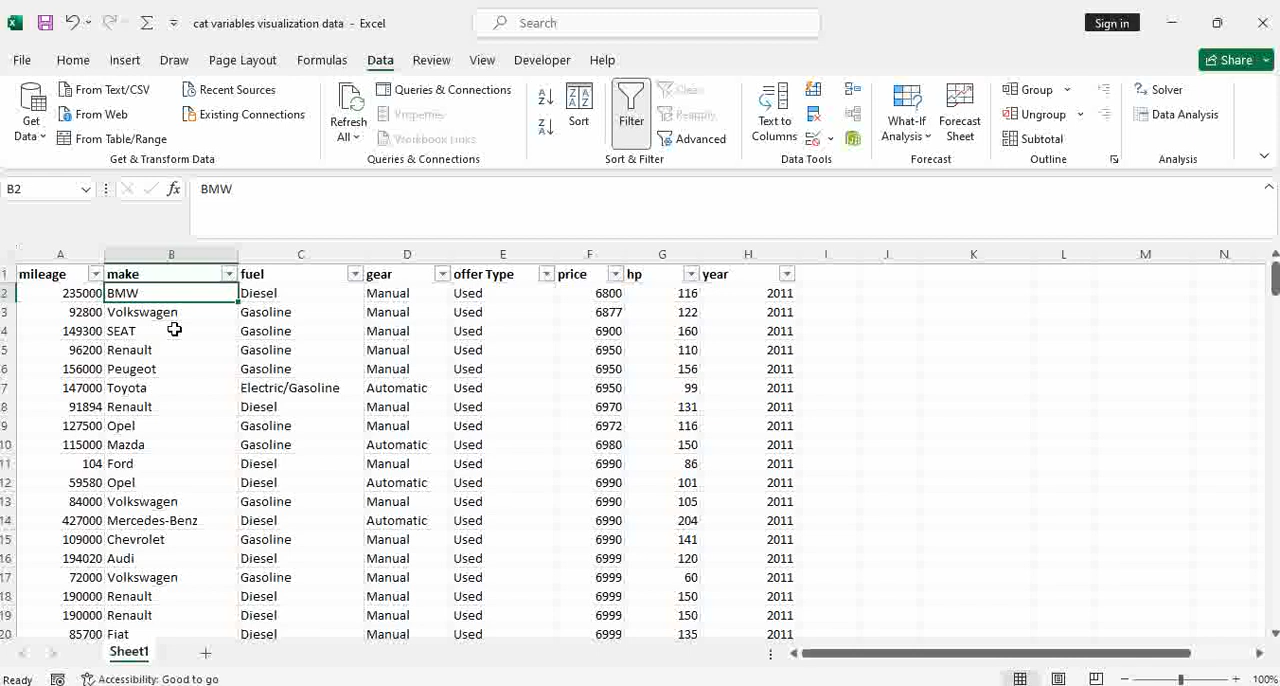 cat variables visualization data - Excel
Search
Sign in
File Home Insert Draw Page Layout Formulas Data Review View Developer Help
Share
Get Data
From Text/CSV
From Web
From Table/Range
Recent Sources
Existing Connections
Get & Transform Data
Refresh All
Queries & Connections
Properties
Workbook Links
Queries & Connections
Sort
Filter
Clear
Reapply
Advanced
Sort & Filter
Text to Columns
Data Tools
What-If Analysis
Forecast Sheet
Forecast
Group
Ungroup
Subtotal
Outline
Solver
Data Analysis
Analysis
B2 fx BMW
A B C D E F G H I J K L M N
1 mileage make fuel gear offer Type price hp year
2 235000 BMW Diesel Manual Used 6800 116 2011
3 92800 Volkswagen Gasoline Manual Used 6877 122 2011
4 149300 SEAT Gasoline Manual Used 6900 160 2011
5 96200 Renault Gasoline Manual Used 6950 110 2011
6 156000 Peugeot Gasoline Manual Used 6950 156 2011
7 147000 Toyota Electric/Gasoline Automatic Used 6950 99 2011
8 91894 Renault Diesel Manual Used 6970 131 2011
9 127500 Opel Gasoline Manual Used 6972 116 2011
10 115000 Mazda Gasoline Automatic Used 6980 150 2011
11 104 Ford Diesel Manual Used 6990 86 2011
12 59580 Opel Diesel Automatic Used 6990 101 2011
13 84000 Volkswagen Gasoline Manual Used 6990 105 2011
14 427000 Mercedes-Benz Diesel Automatic Used 6990 204 2011
15 109000 Chevrolet Gasoline Manual Used 6990 141 2011
16 194020 Audi Diesel Manual Used 6999 120 2011
17 72000 Volkswagen Gasoline Manual Used 6999 60 2011
18 190000 Renault Diesel Manual Used 6999 150 2011
19 190000 Renault Diesel Manual Used 6999 150 2011
20 85700 Fiat Diesel Manual Used 6999 135 2011
Sheet1
Ready
Accessibility: Good to go
100%